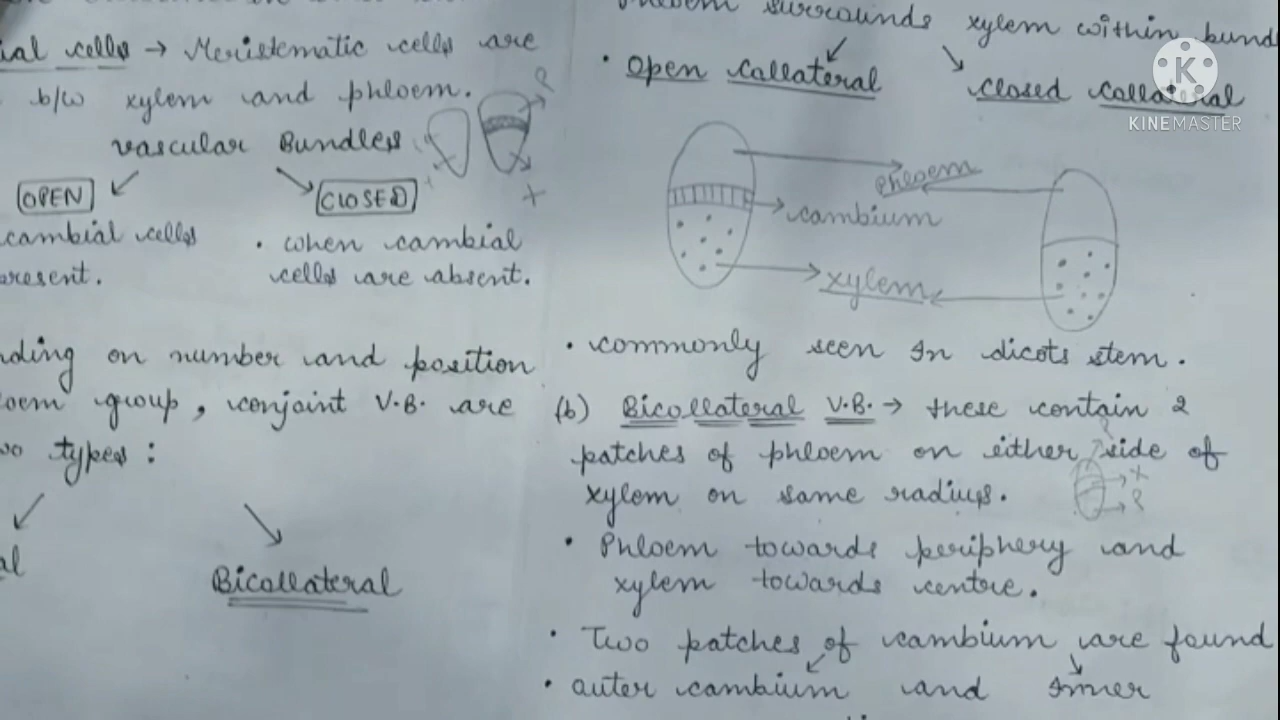 ial cells → Meristematic cells are
b/w xylem and phloem.
P
X
vascular Bundles
OPEN
CLOSED
cambial cells
present.
. when cambial
cells are absent.
nding on number and position
oem group, conjoint V.B. are
wo types :
al
Bicollateral
Phloem surrounds xylem within bund
• Open Collateral
closed Collateral
phloem
cambium
xylem
• commonly seen In dicots stem.
(b) Bicollateral V.B. → these contain 2
patches of phloem on either side of
xylem on same radius.
P
X
P
• Phloem towards periphery and
xylem towards centre.
• Two patches of cambium are found
• outer cambium and Inner
K
KINEMASTER